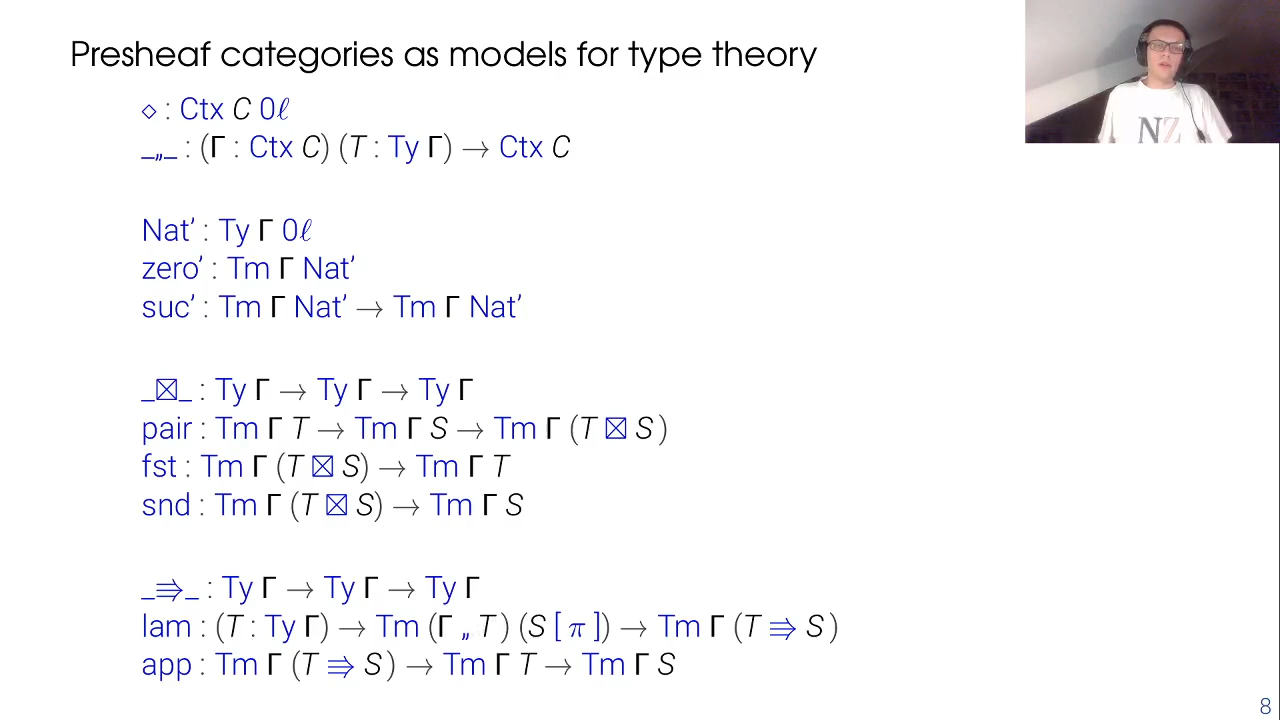 Presheaf categories as models for type theory
⋄ : Ctx C 0ℓ
_,,_ : (Γ : Ctx C) (T : Ty Γ) → Ctx C
Nat’ : Ty Γ 0ℓ
zero’ : Tm Γ Nat’
suc’ : Tm Γ Nat’ → Tm Γ Nat’
_⊠_ : Ty Γ → Ty Γ → Ty Γ
pair : Tm Γ T → Tm Γ S → Tm Γ (T ⊠ S)
fst : Tm Γ (T ⊠ S) → Tm Γ T
snd : Tm Γ (T ⊠ S) → Tm Γ S
_⇛_ : Ty Γ → Ty Γ → Ty Γ
lam : (T : Ty Γ) → Tm (Γ ,, T) (S [ π ]) → Tm Γ (T ⇛ S)
app : Tm Γ (T ⇛ S) → Tm Γ T → Tm Γ S
NZ
8